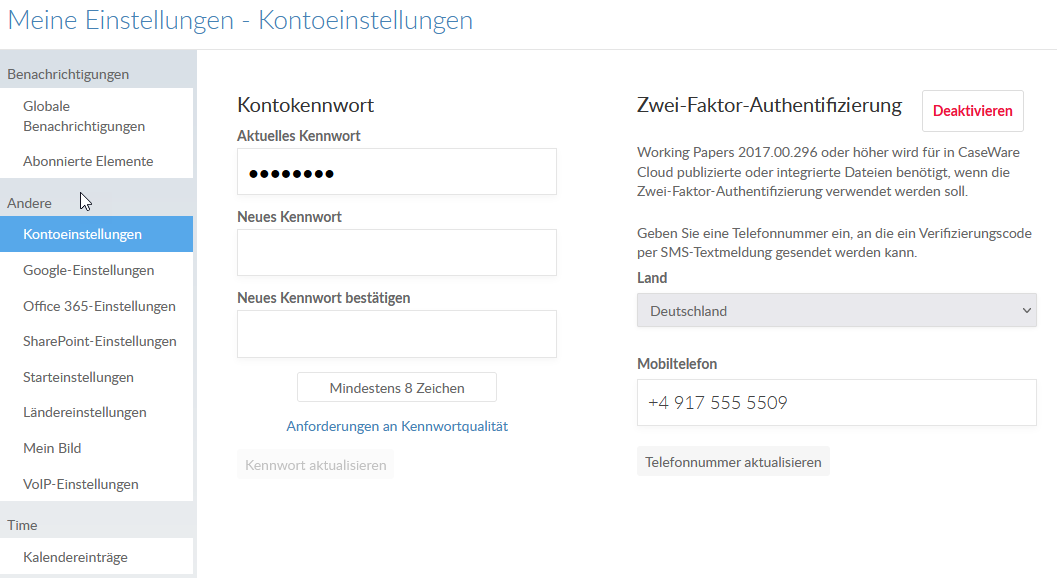 Meine Einstellungen - Kontoeinstellungen
Benachrichtigungen
Globale
Benachrichtigungen
Abonnierte Elemente
Andere
Kontoeinstellungen
Google-Einstellungen
Office 365-Einstellungen
SharePoint-Einstellungen
Starteinstellungen
Ländereinstellungen
Mein Bild
VoIP-Einstellungen
Time
Kalendereinträge
Kontokennwort
Aktuelles Kennwort
●●●●●●●●
Neues Kennwort
Neues Kennwort bestätigen
Mindestens 8 Zeichen
Anforderungen an Kennwortqualität
Kennwort aktualisieren
Zwei-Faktor-Authentifizierung
Deaktivieren
Working Papers 2017.00.296 oder höher wird für in CaseWare
Cloud publizierte oder integrierte Dateien benötigt, wenn die
Zwei-Faktor-Authentifizierung verwendet werden soll.
Geben Sie eine Telefonnummer ein, an die ein Verifizierungscode
per SMS-Textmeldung gesendet werden kann.
Land
Deutschland
Mobiltelefon
+4 917 555 5509
Telefonnummer aktualisieren